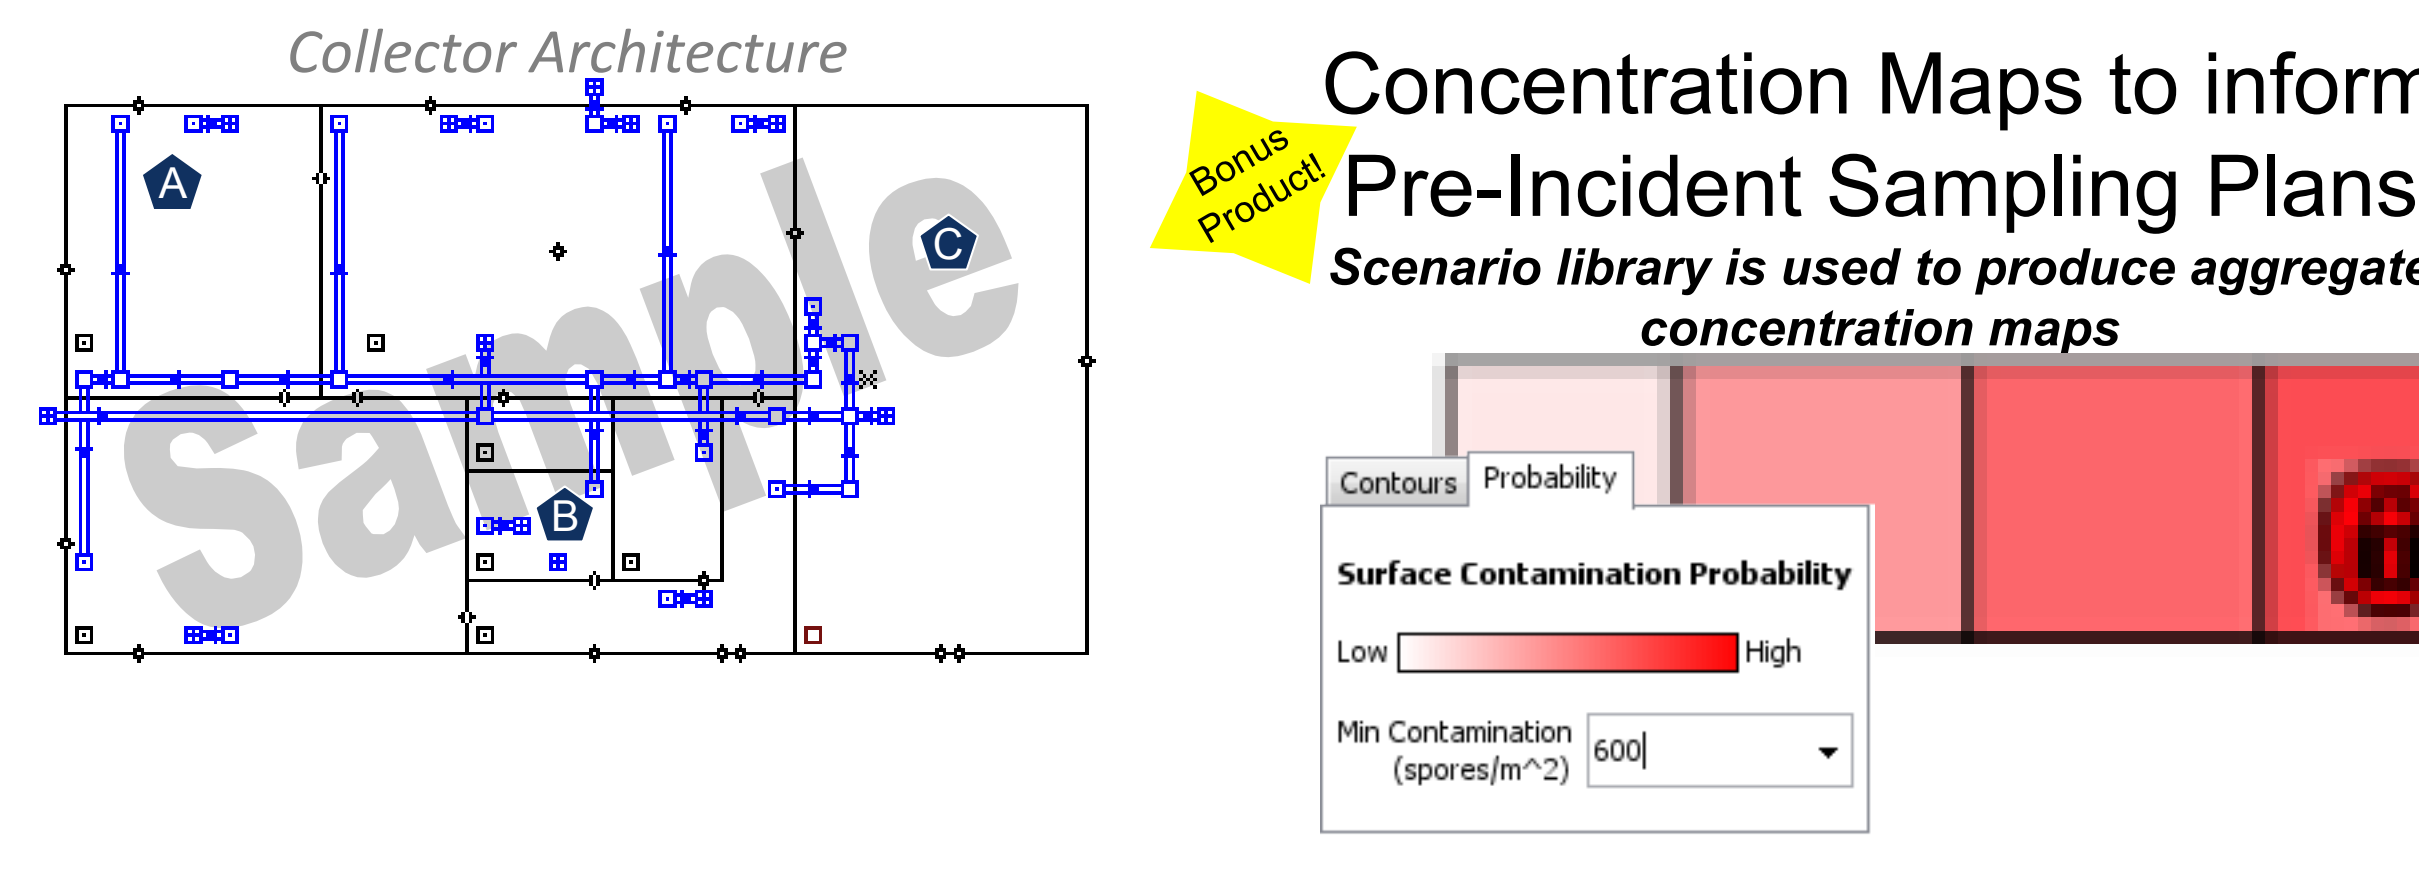 Collector Architecture
A
C
B
Sample
Bonus
Product!
Concentration Maps to inform
Pre-Incident Sampling Plans
Scenario library is used to produce aggregate
concentration maps
Contours
Probability
Surface Contamination Probability
Low
High
Min Contamination
(spores/m^2)
600